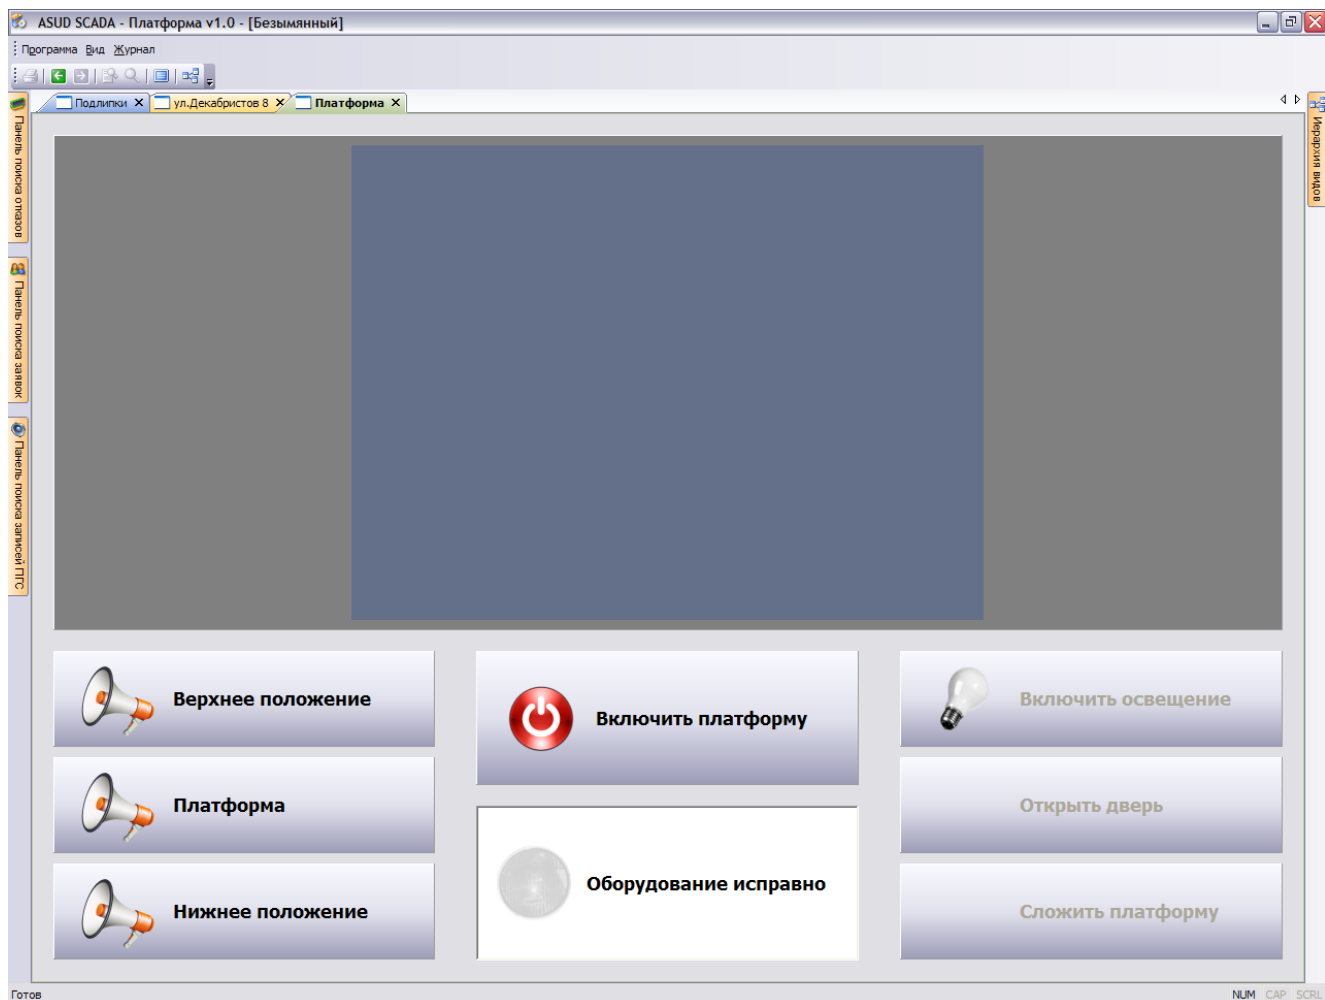 ASUD SCADA - Платформа v1.0 - [Безымянный]
Программа Вид Журнал
Подлипки
ул.Декабристов 8
Платформа
Панель поиска отказов
Панель поиска заявок
Панель поиска записей ПГС
Иерархия видов
Верхнее положение
Платформа
Нижнее положение
Включить платформу
Оборудование исправно
Включить освещение
Открыть дверь
Сложить платформу
Готов
NUM CAP SCRL